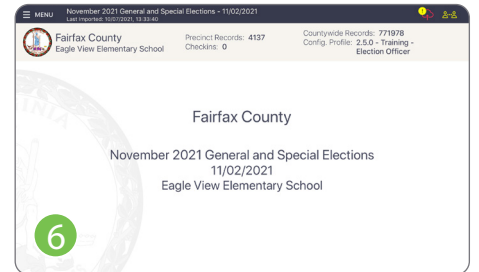 MENU
November 2021 General and Special Elections - 11/02/2021
Last Imported: 10/07/2021, 13:33:40
Fairfax County
Eagle View Elementary School
Precinct Records: 4137
Checkins: 0
Countywide Records: 771978
Config. Profile: 2.5.0 - Training -
Election Officer
Fairfax County
November 2021 General and Special Elections
11/02/2021
Eagle View Elementary School
6